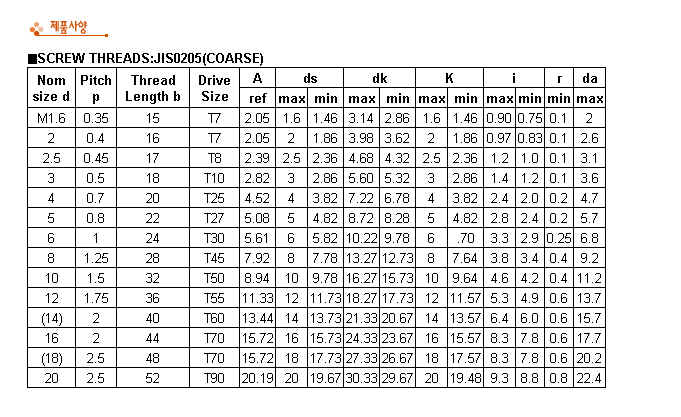 제품사양
■SCREW THREADS:JIS0205(COARSE)
Nom size d Pitch p Thread Length b Drive Size A ds dk K i r da
ref max min max min max min max min min max
M1.6 0.35 15 T7 2.05 1.6 1.46 3.14 2.86 1.6 1.46 0.90 0.75 0.1 2
2 0.4 16 T7 2.05 2 1.86 3.98 3.62 2 1.86 0.97 0.83 0.1 2.6
2.5 0.45 17 T8 2.39 2.5 2.36 4.68 4.32 2.5 2.36 1.2 1.0 0.1 3.1
3 0.5 18 T10 2.82 3 2.86 5.60 5.32 3 2.86 1.4 1.2 0.1 3.6
4 0.7 20 T25 4.52 4 3.82 7.22 6.78 4 3.82 2.4 2.0 0.2 4.7
5 0.8 22 T27 5.08 5 4.82 8.72 8.28 5 4.82 2.8 2.4 0.2 5.7
6 1 24 T30 5.61 6 5.82 10.22 9.78 6 .70 3.3 2.9 0.25 6.8
8 1.25 28 T45 7.92 8 7.78 13.27 12.73 8 7.64 3.8 3.4 0.4 9.2
10 1.5 32 T50 8.94 10 9.78 16.27 15.73 10 9.64 4.6 4.2 0.4 11.2
12 1.75 36 T55 11.33 12 11.73 18.27 17.73 12 11.57 5.3 4.9 0.6 13.7
(14) 2 40 T60 13.44 14 13.73 21.33 20.67 14 13.57 6.4 6.0 0.6 15.7
16 2 44 T70 15.72 16 15.73 24.33 23.67 16 15.57 8.3 7.8 0.6 17.7
(18) 2.5 48 T70 15.72 18 17.73 27.33 26.67 18 17.57 8.3 7.8 0.6 20.2
20 2.5 52 T90 20.19 20 19.67 30.33 29.67 20 19.48 9.3 8.8 0.8 22.4